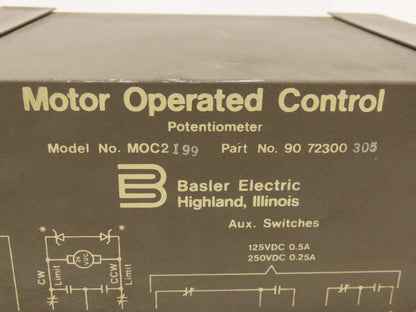 Motor Operated Control
Potentiometer
Model No. MOC2199 Part No. 90 72300 305
Basler Electric
Highland, Illinois
Aux. Switches
125VDC 0.5A
250VDC 0.25A
* *
CW Limit CCW Limit